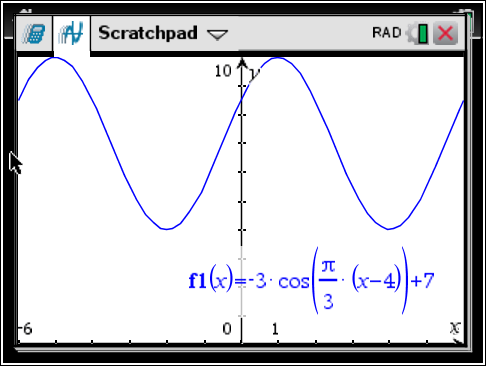 Scratchpad RAD
10 y
f1(x)=-3·cos(π/3·(x-4))+7
-6 0 1 x